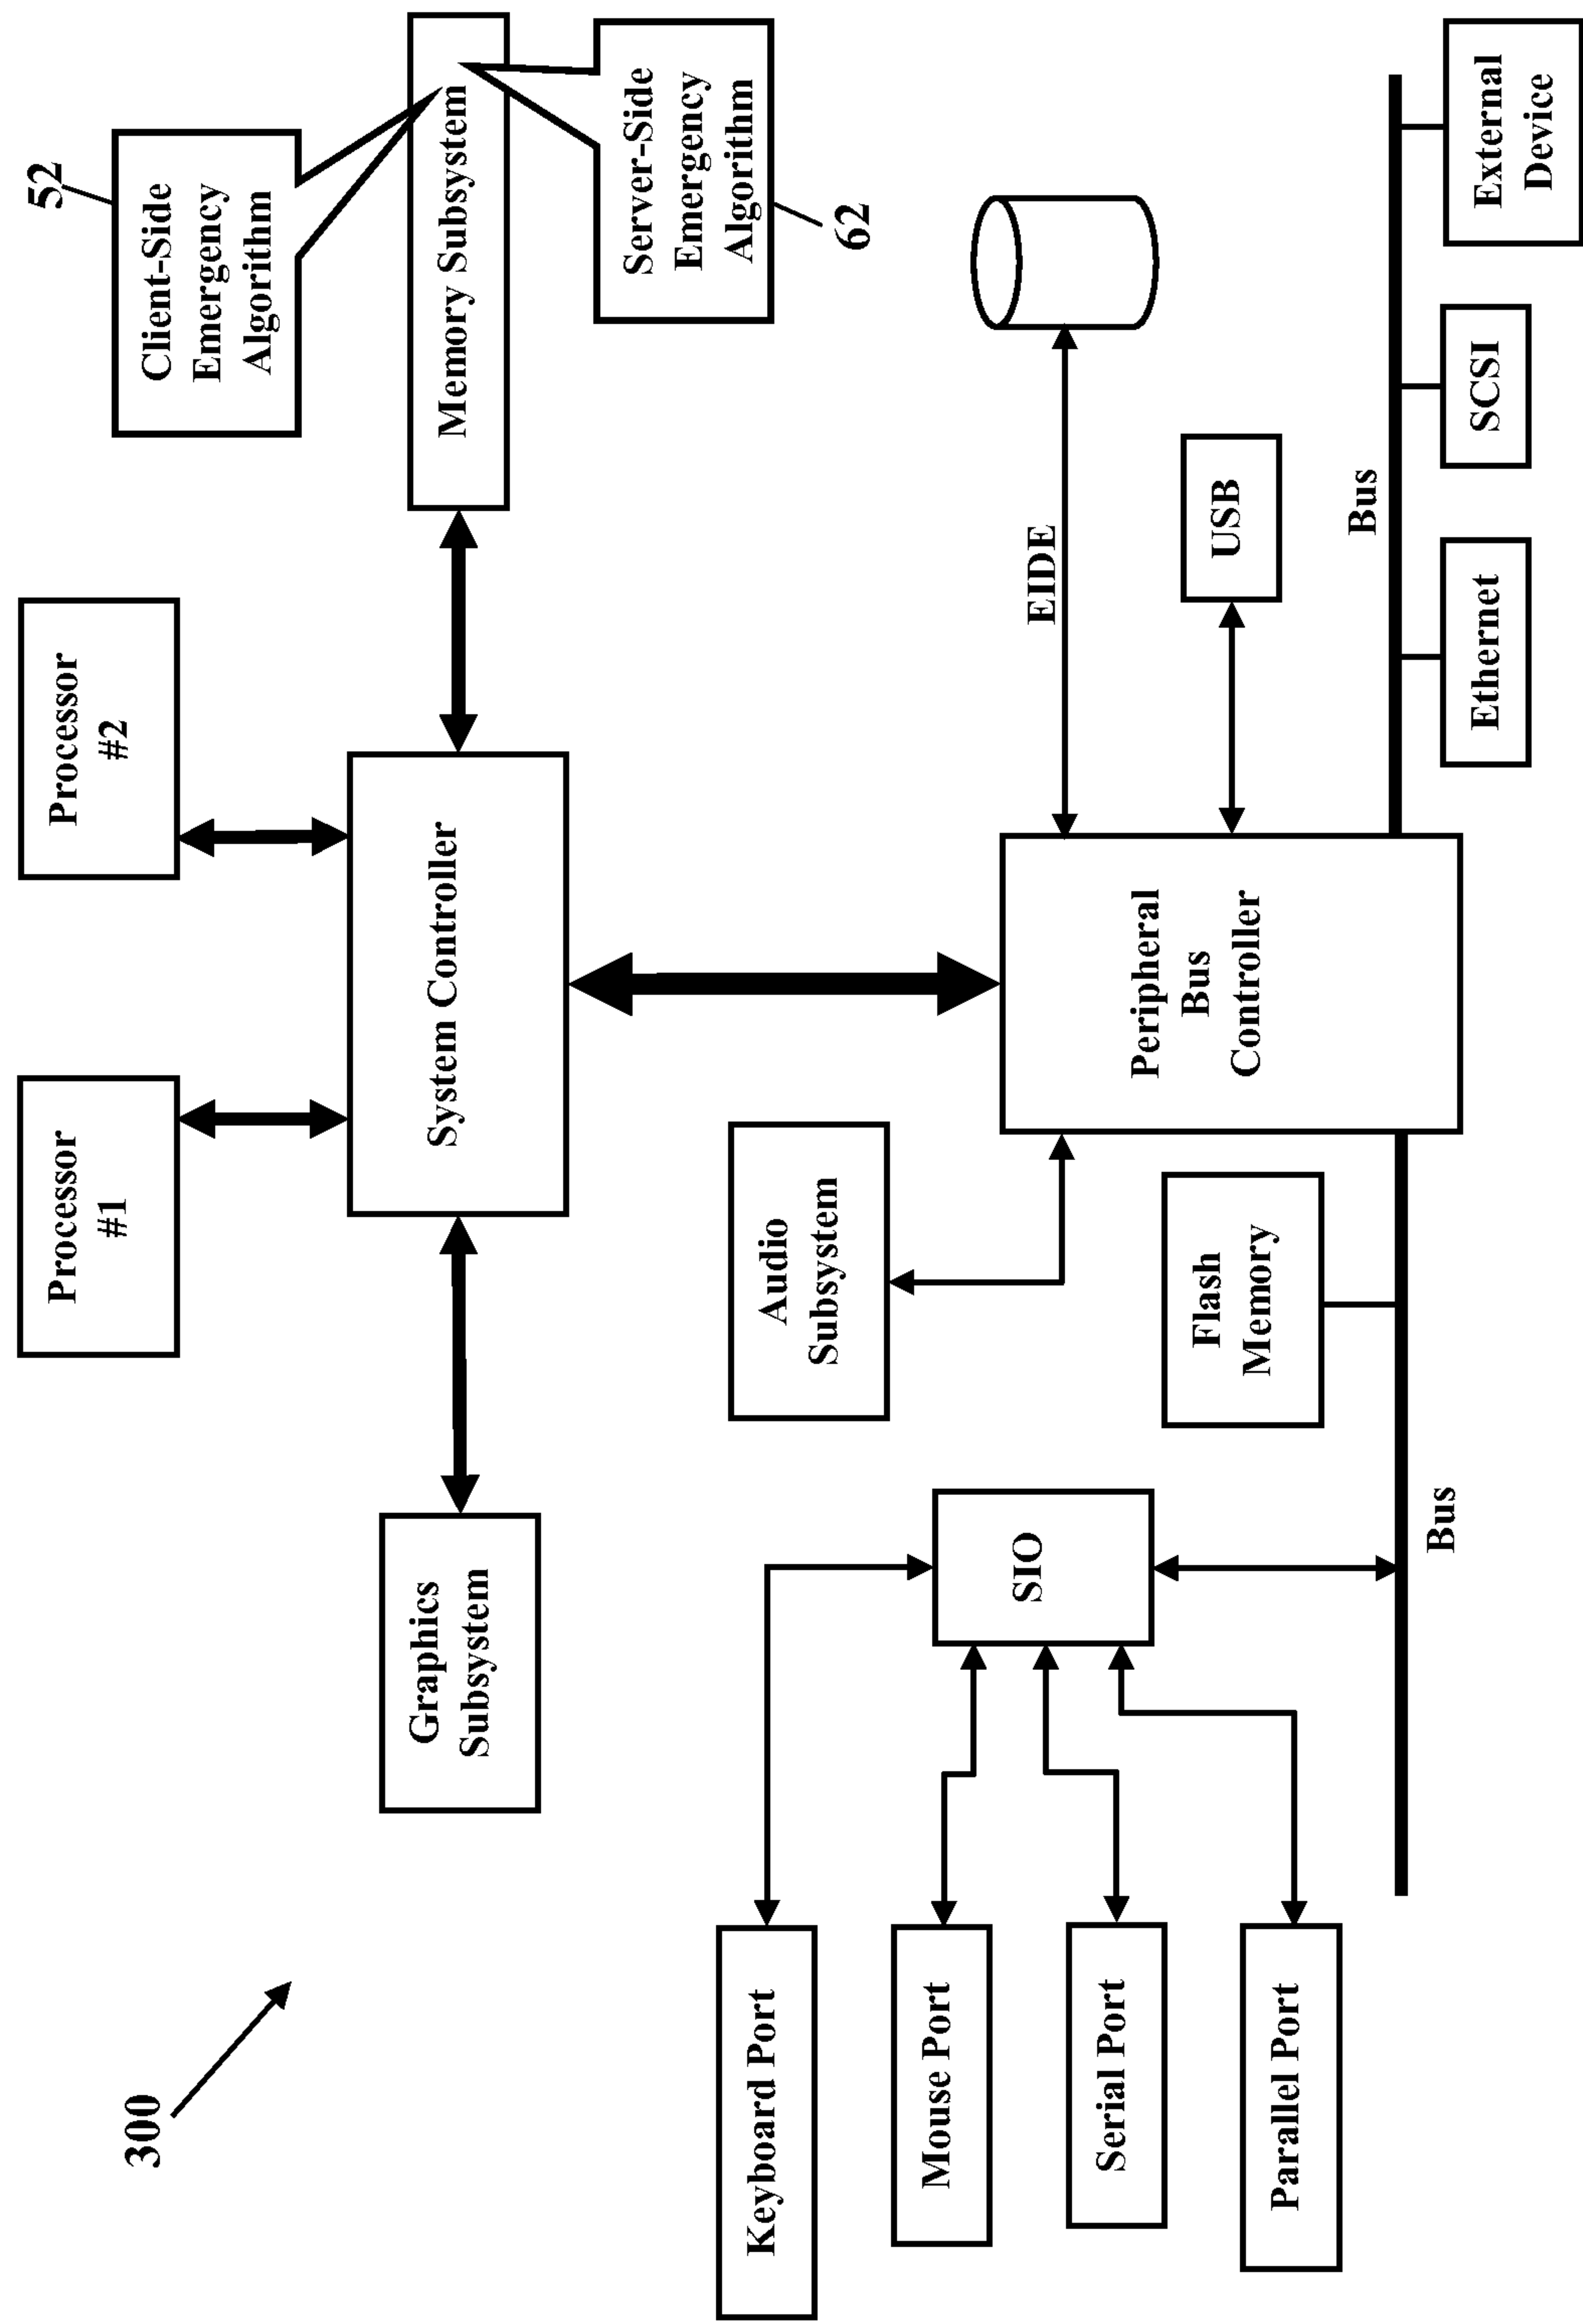 300
Processor
#1
Processor
#2
52
Client-Side
Emergency
Algorithm
Graphics
Subsystem
System Controller
Memory Subsystem
Server-Side
Emergency
Algorithm
62
Keyboard Port
Mouse Port
Serial Port
Parallel Port
SIO
Audio
Subsystem
Flash
Memory
Peripheral
Bus
Controller
EIDE
USB
Bus
Bus
Ethernet
SCSI
External
Device